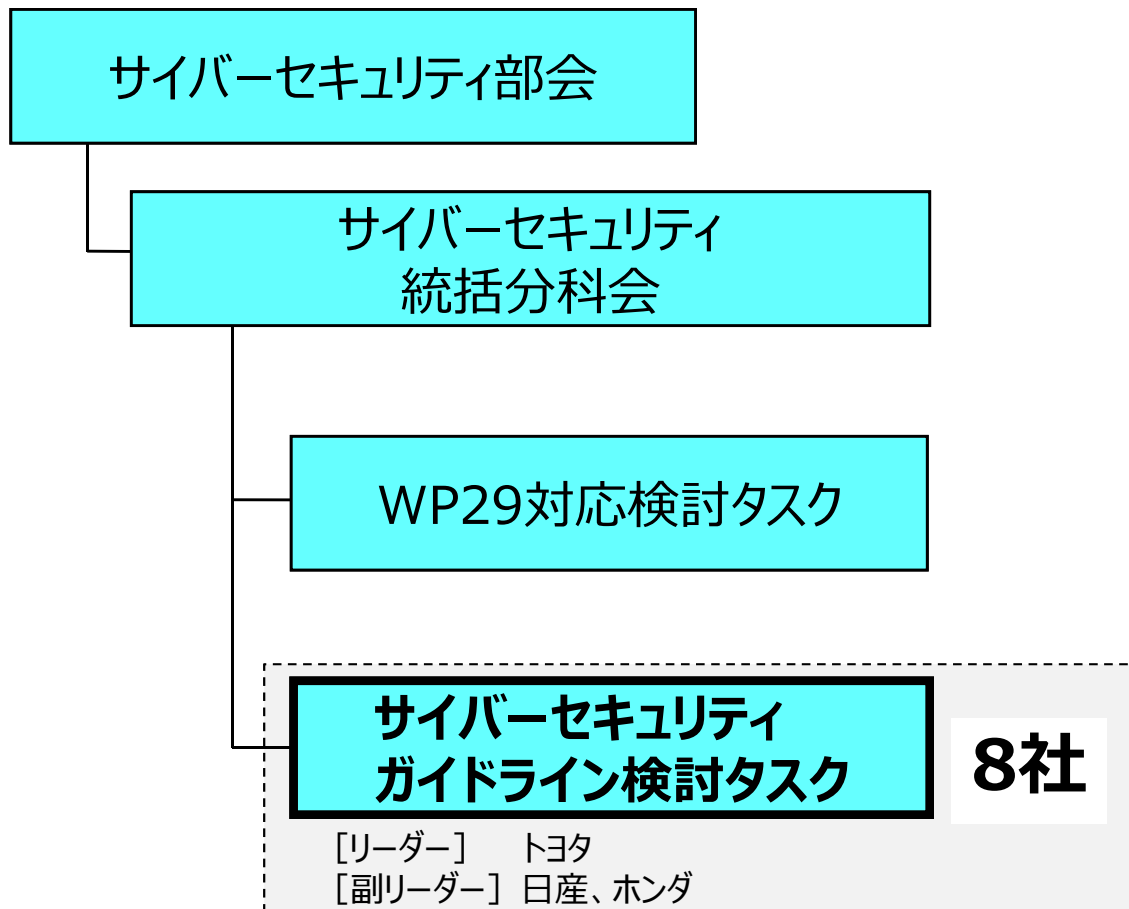 サイバーセキュリティ部会
サイバーセキュリティ
統括分科会
WP29対応検討タスク
サイバーセキュリティ
ガイドライン検討タスク
8社
[リーダー] トヨタ
[副リーダー] 日産、ホンダ